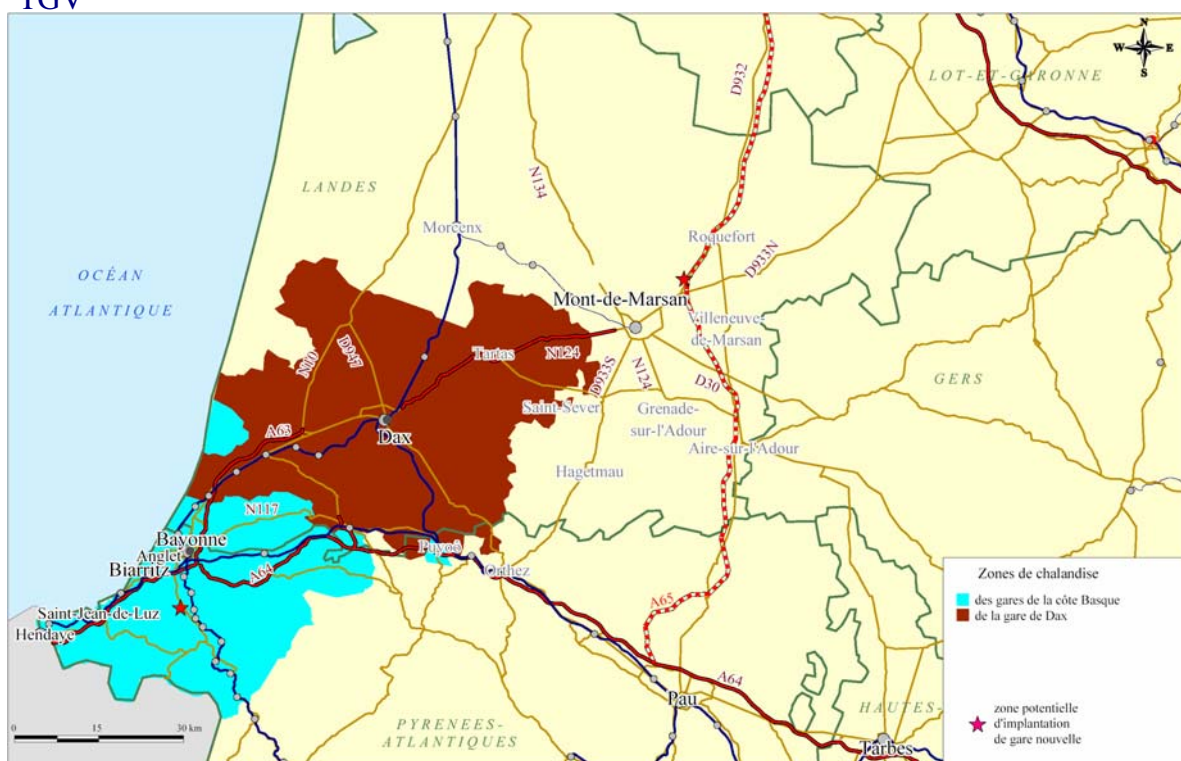 TGV
N
W E
S
LOT-ET-GARONNE
D932
LANDES
N134
Morcenx
Roquefort
D933N
OCÉAN
ATLANTIQUE
Mont-de-Marsan
Villeneuve-
de-Marsan
N10
D947
Tartas
N124
D933S
N124
D30
GERS
Saint-Sever
Grenade-
sur-l'Adour
Dax
A63
Aire-sur-l'Adour
Hagetmau
N117
Bayonne
Anglet
Biarritz
Puyoô
Orthez
A64
Saint-Jean-de-Luz
Hendaye
A65
A64
Pau
PYRENEES-
ATLANTIQUES
HAUTES-
Tarbes
0 15 30 km
Zones de chalandise
des gares de la côte Basque
de la gare de Dax
zone potentielle
d'implantation
de gare nouvelle